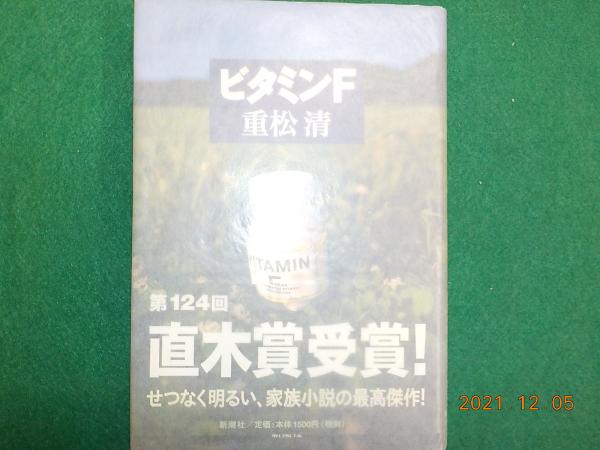 ビタミンF
重松 清
VITAMIN
F
第124回
直木賞受賞!
せつなく明るい、家族小説の最高傑作!
新潮社/定価:本体1500円(税別)
2021.12.05